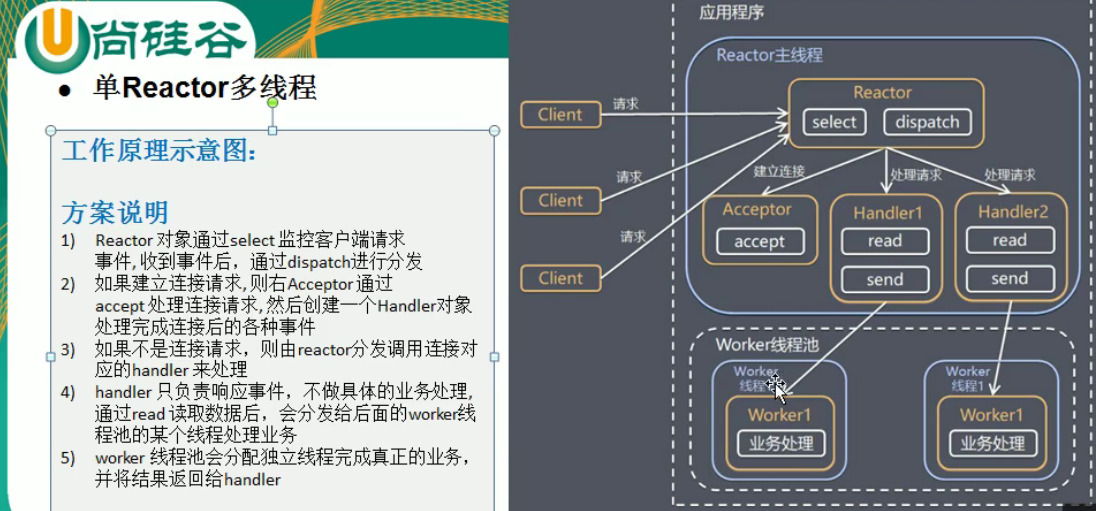 尚硅谷
● 单Reactor多线程
工作原理示意图:
方案说明
1) Reactor 对象通过select 监控客户端请求
事件, 收到事件后，通过dispatch进行分发
2) 如果建立连接请求, 则右Acceptor 通过
accept 处理连接请求, 然后创建一个Handler对象
处理完成连接后的各种事件
3) 如果不是连接请求，则由reactor分发调用连接对
应的handler 来处理
4) handler 只负责响应事件，不做具体的业务处理,
通过read 读取数据后，会分发给后面的worker线
程池的某个线程处理业务
5) worker 线程池会分配独立线程完成真正的业务，
并将结果返回给handler
应用程序
Reactor主线程
Reactor
select
dispatch
Client
请求
Client
请求
Client
请求
建立连接
处理请求
处理请求
Acceptor
accept
Handler1
read
send
Handler2
read
send
Worker线程池
Worker
线程
Worker1
业务处理
Worker
线程1
Worker1
业务处理